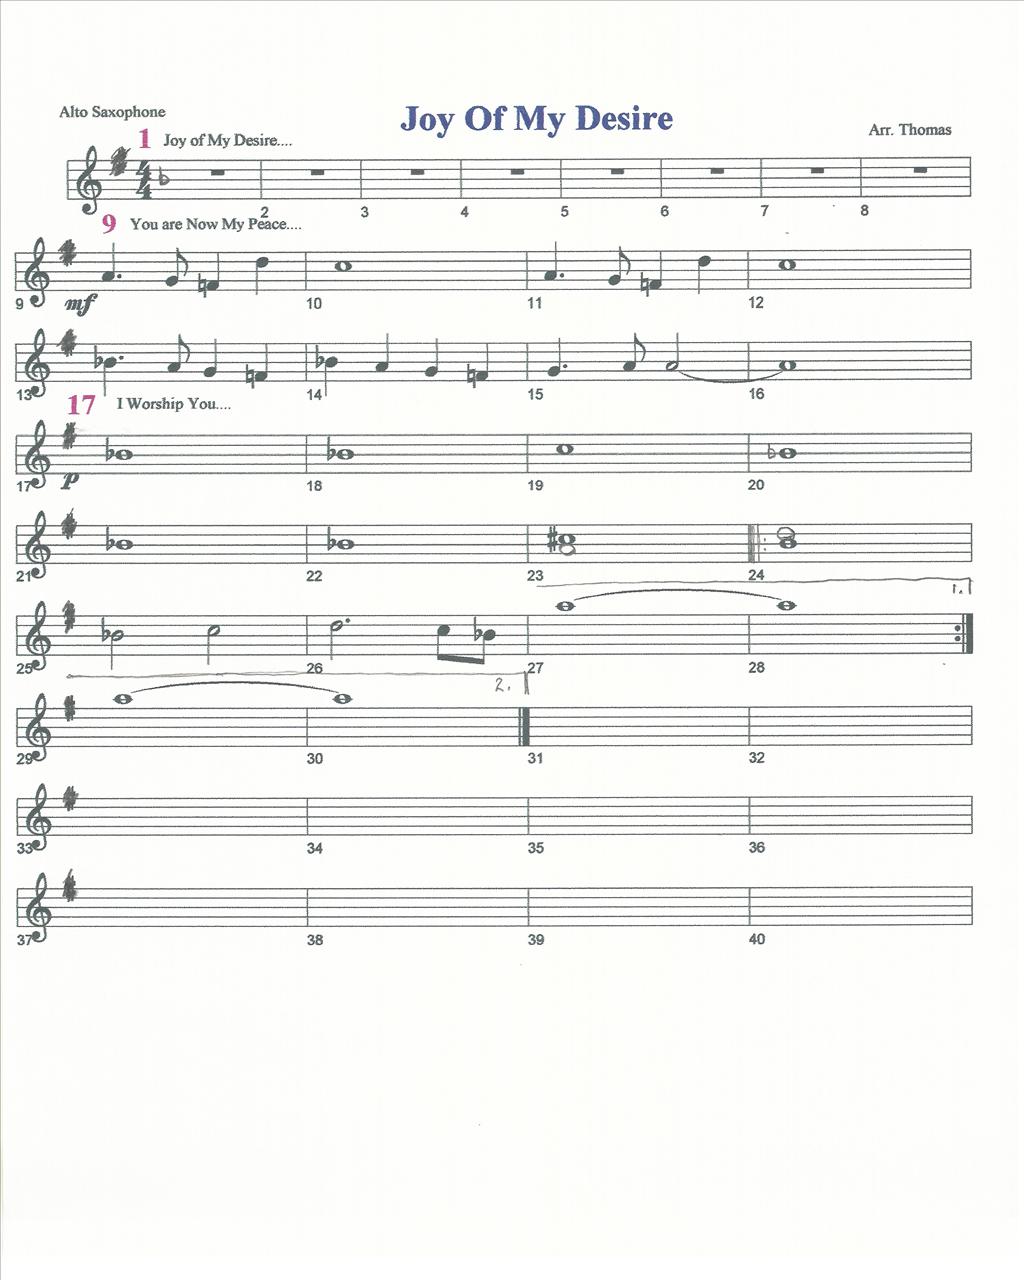 Alto Saxophone
Joy Of My Desire
Arr. Thomas
1 Joy of My Desire....
2 3 4 5 6 7 8
9 You are Now My Peace....
9 mf 10 11 12
13 14 15 16
17 I Worship You....
17 p 18 19 20
21 22 23 24
1.
25 26 27 28
2.
29 30 31 32
33 34 35 36
37 38 39 40